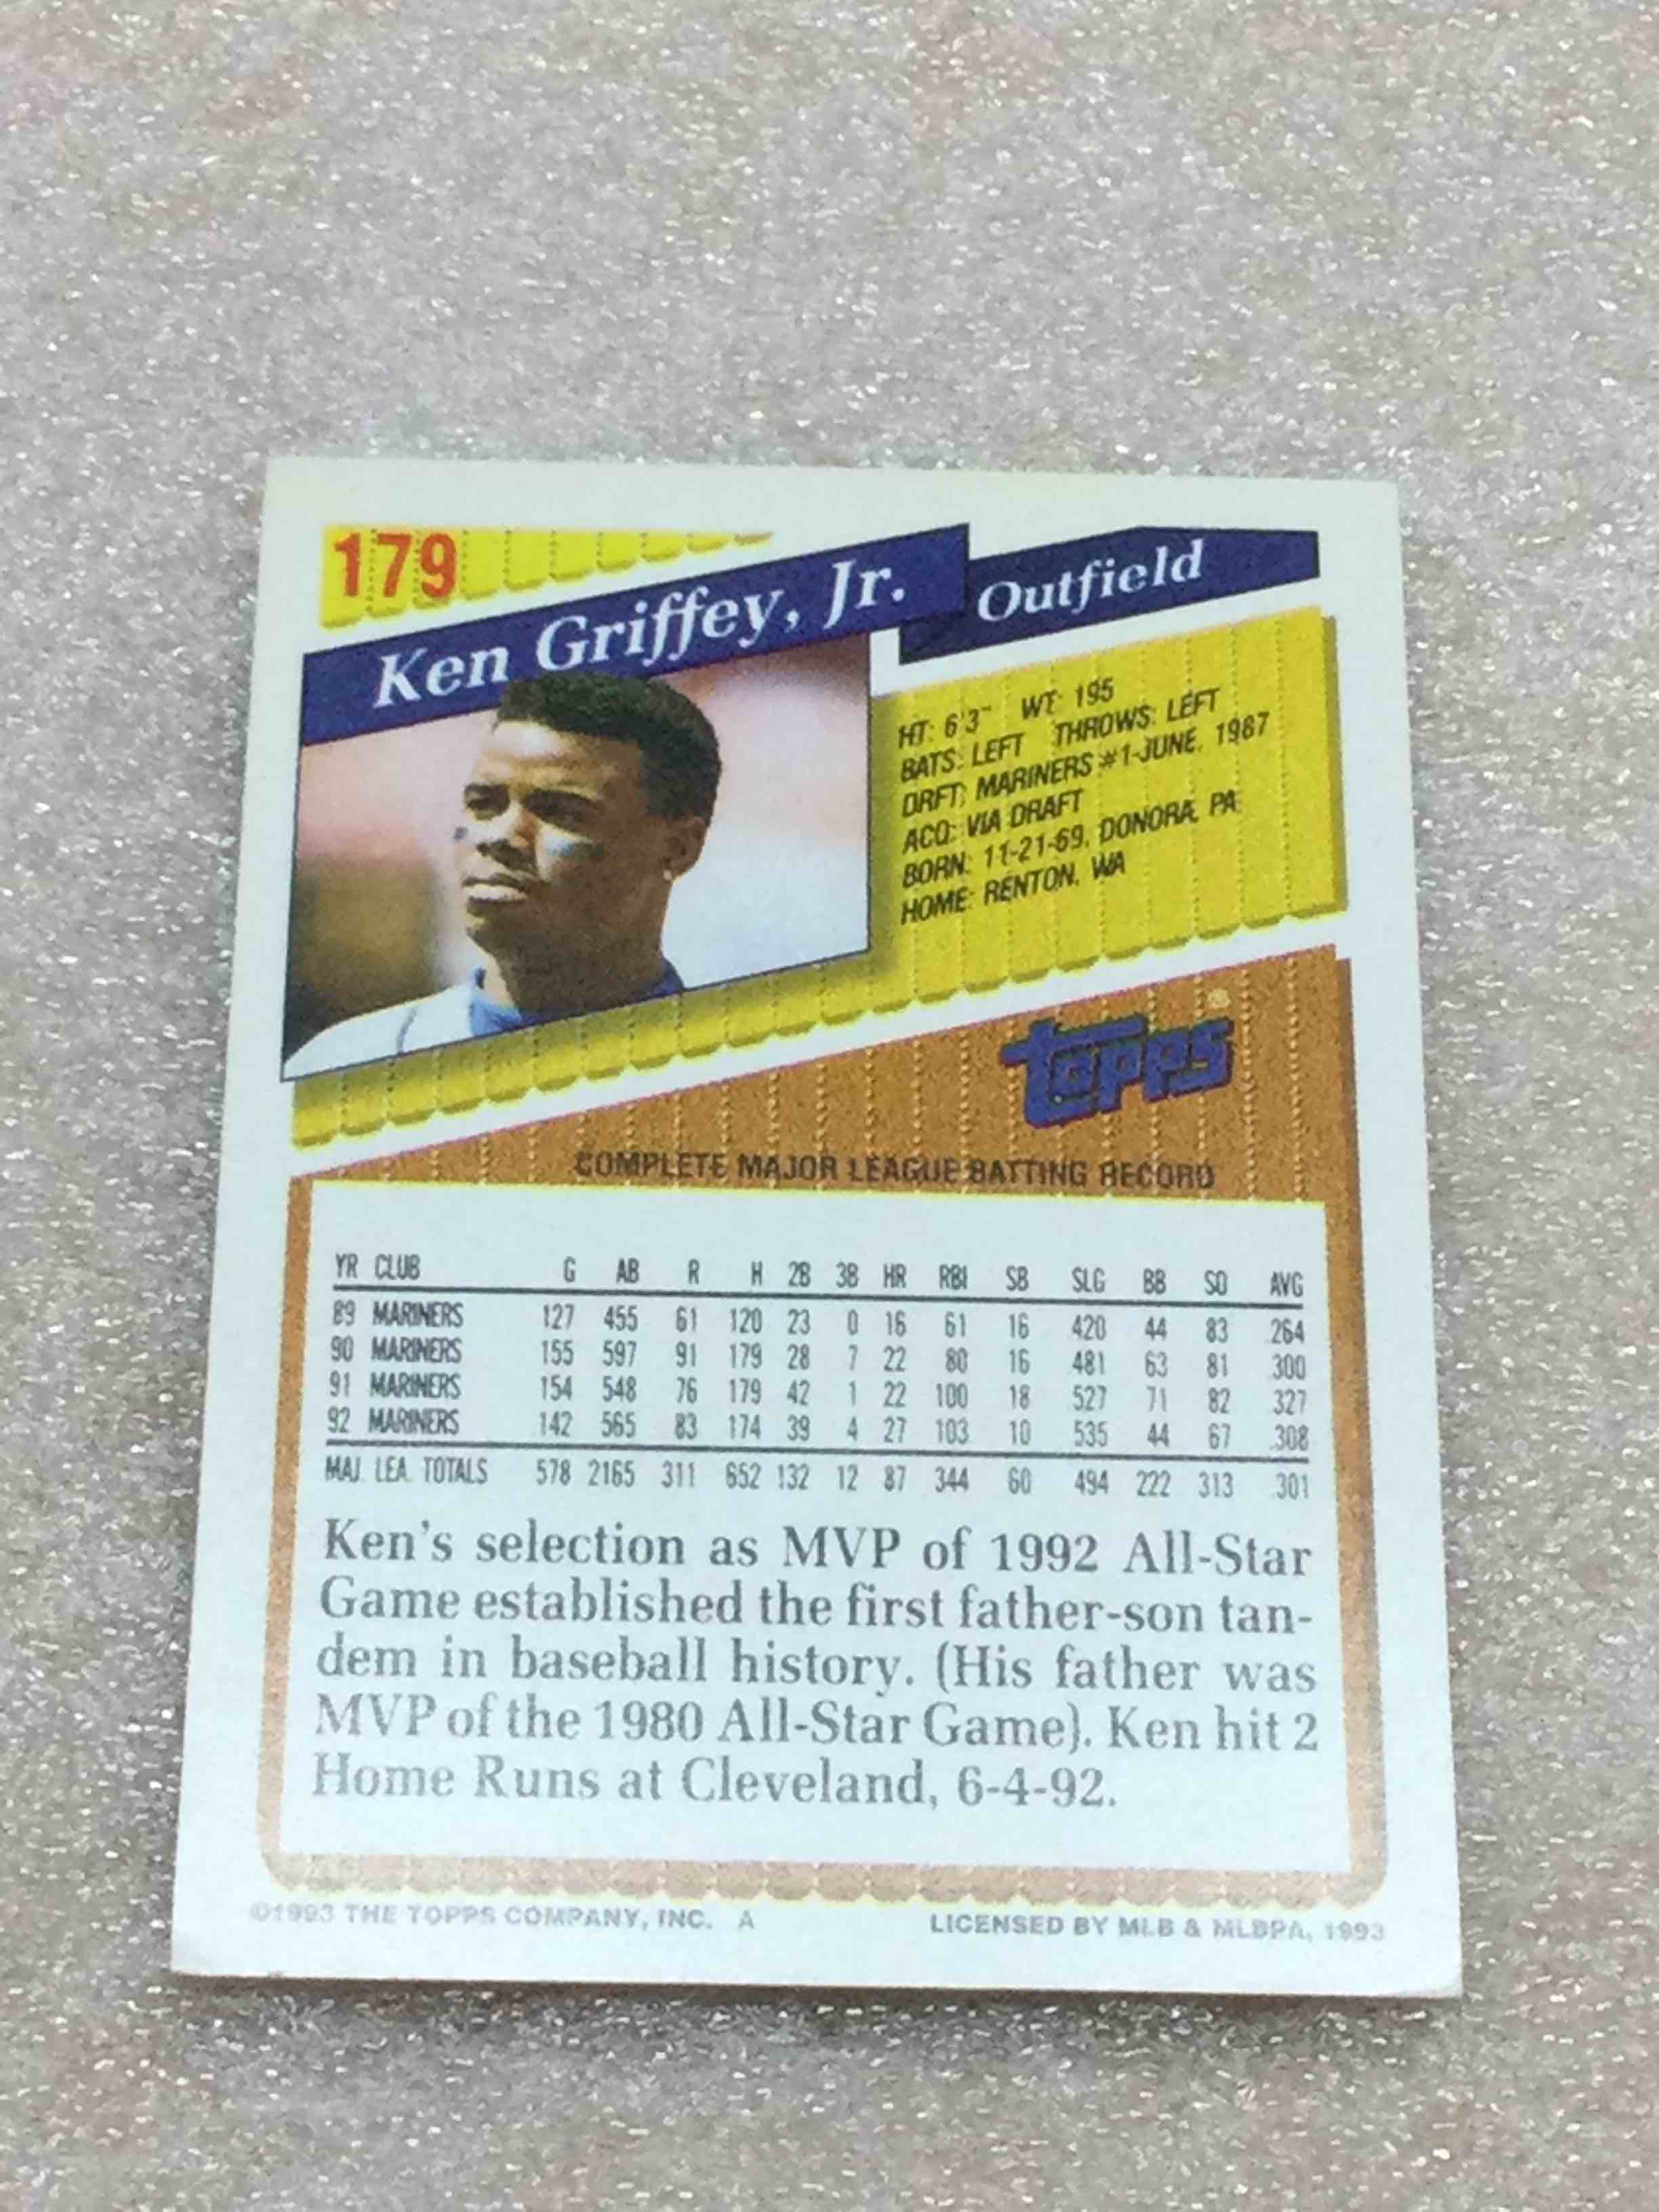 179
Ken Griffey, Jr.
Outfield
HT: 6'3" WT: 195
BATS: LEFT THROWS: LEFT
DRFT: MARINERS #1-JUNE, 1987
ACQ: VIA DRAFT
BORN: 11-21-69, DONORA, PA
HOME: RENTON, WA
topps
COMPLETE MAJOR LEAGUE BATTING RECORD
YR CLUB G AB R H 2B 3B HR RBI SB SLG BB SO AVG
89 MARINERS 127 455 61 120 23 0 16 61 16 .420 44 83 .264
90 MARINERS 155 597 91 179 28 7 22 80 16 .481 63 81 .300
91 MARINERS 154 548 76 179 42 1 22 100 18 .527 71 82 .327
92 MARINERS 142 565 83 174 39 4 27 103 10 .535 44 67 .308
MAJ. LEA. TOTALS 578 2165 311 652 132 12 87 344 60 .494 222 313 .301
Ken's selection as MVP of 1992 All-Star
Game established the first father-son tan-
dem in baseball history. (His father was
MVP of the 1980 All-Star Game). Ken hit 2
Home Runs at Cleveland, 6-4-92.
©1993 THE TOPPS COMPANY, INC. A
LICENSED BY MLB & MLBPA, 1993